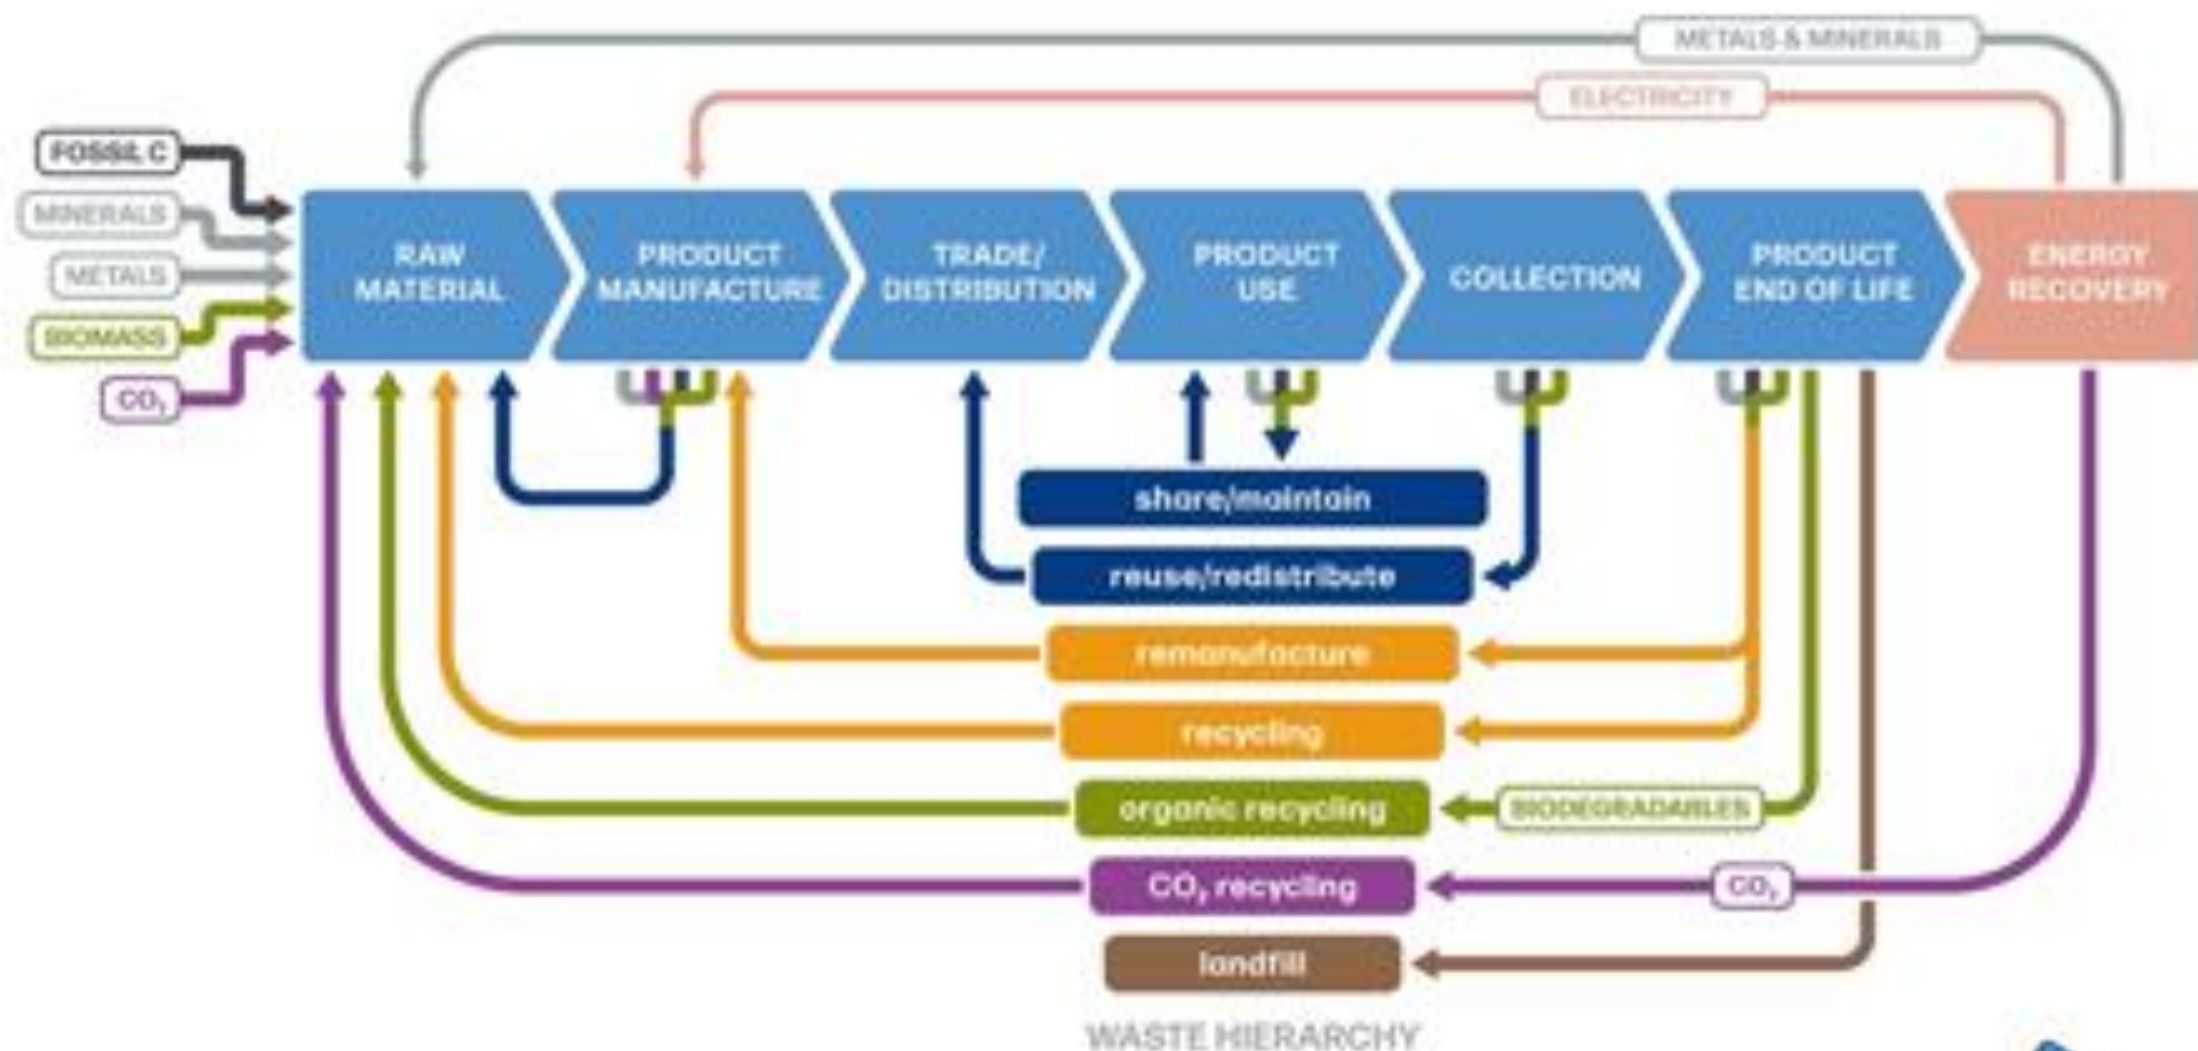 METALS & MINERALS
ELECTRICITY
FOSSIL C
MINERALS
METALS
BIOMASS
CO₂
RAW
MATERIAL
PRODUCT
MANUFACTURE
TRADE/
DISTRIBUTION
PRODUCT
USE
COLLECTION
PRODUCT
END OF LIFE
ENERGY
RECOVERY
share/maintain
reuse/redistribute
remanufacture
recycling
organic recycling
BIODEGRADABLES
CO₂ recycling
CO₂
landfill
WASTE HIERARCHY